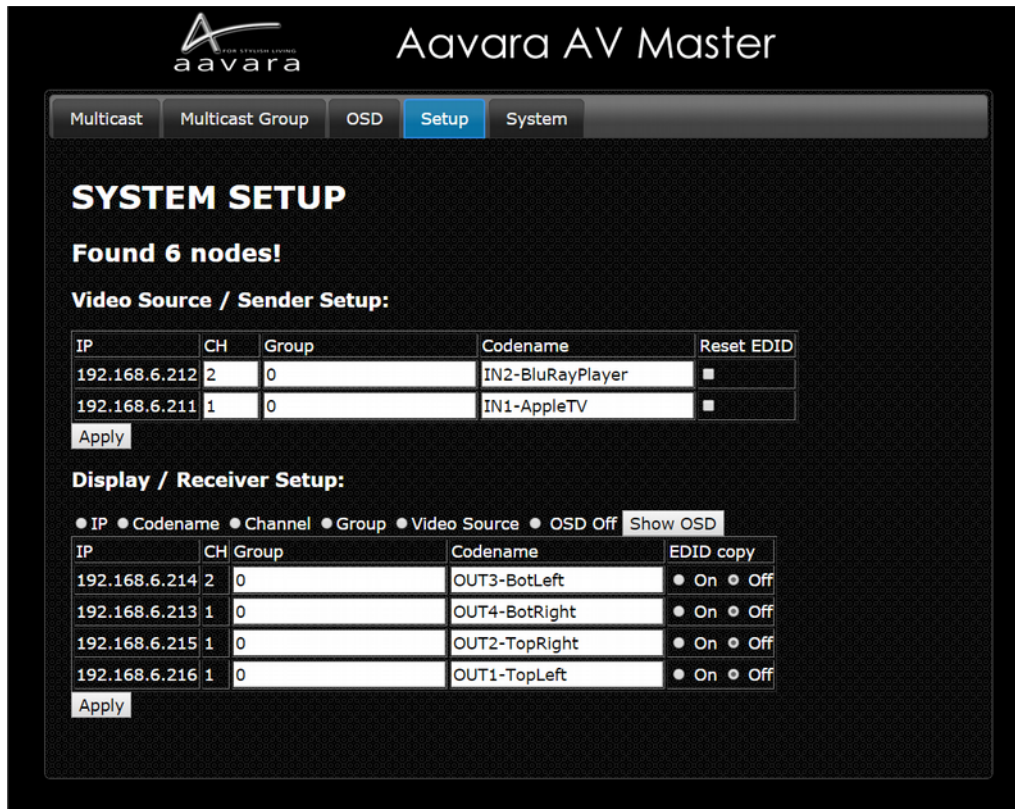 FOR STYLISH LIVING
aavara
Aavara AV Master
Multicast Multicast Group OSD Setup System
SYSTEM SETUP
Found 6 nodes!
Video Source / Sender Setup:
IP CH Group Codename Reset EDID
192.168.6.212 2 0 IN2-BluRayPlayer
192.168.6.211 1 0 IN1-AppleTV
Apply
Display / Receiver Setup:
IP Codename Channel Group Video Source OSD Off Show OSD
IP CH Group Codename EDID copy
192.168.6.214 2 0 OUT3-BotLeft On Off
192.168.6.213 1 0 OUT4-BotRight On Off
192.168.6.215 1 0 OUT2-TopRight On Off
192.168.6.216 1 0 OUT1-TopLeft On Off
Apply